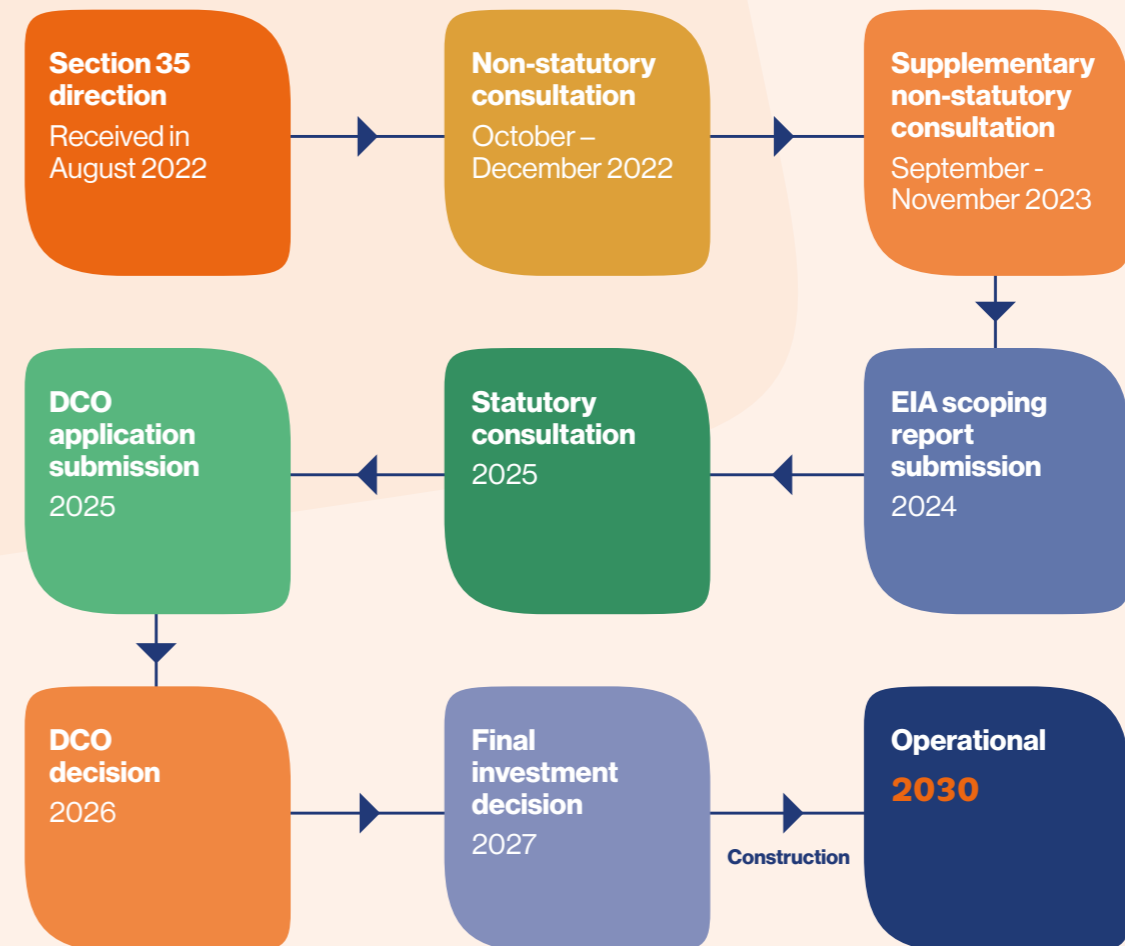 Section 35
direction
Received in
August 2022
Non-statutory
consultation
October –
December 2022
Supplementary
non-statutory
consultation
September -
November 2023
EIA scoping
report
submission
2024
Statutory
consultation
2025
DCO
application
submission
2025
DCO
decision
2026
Final
investment
decision
2027
Construction
Operational
2030